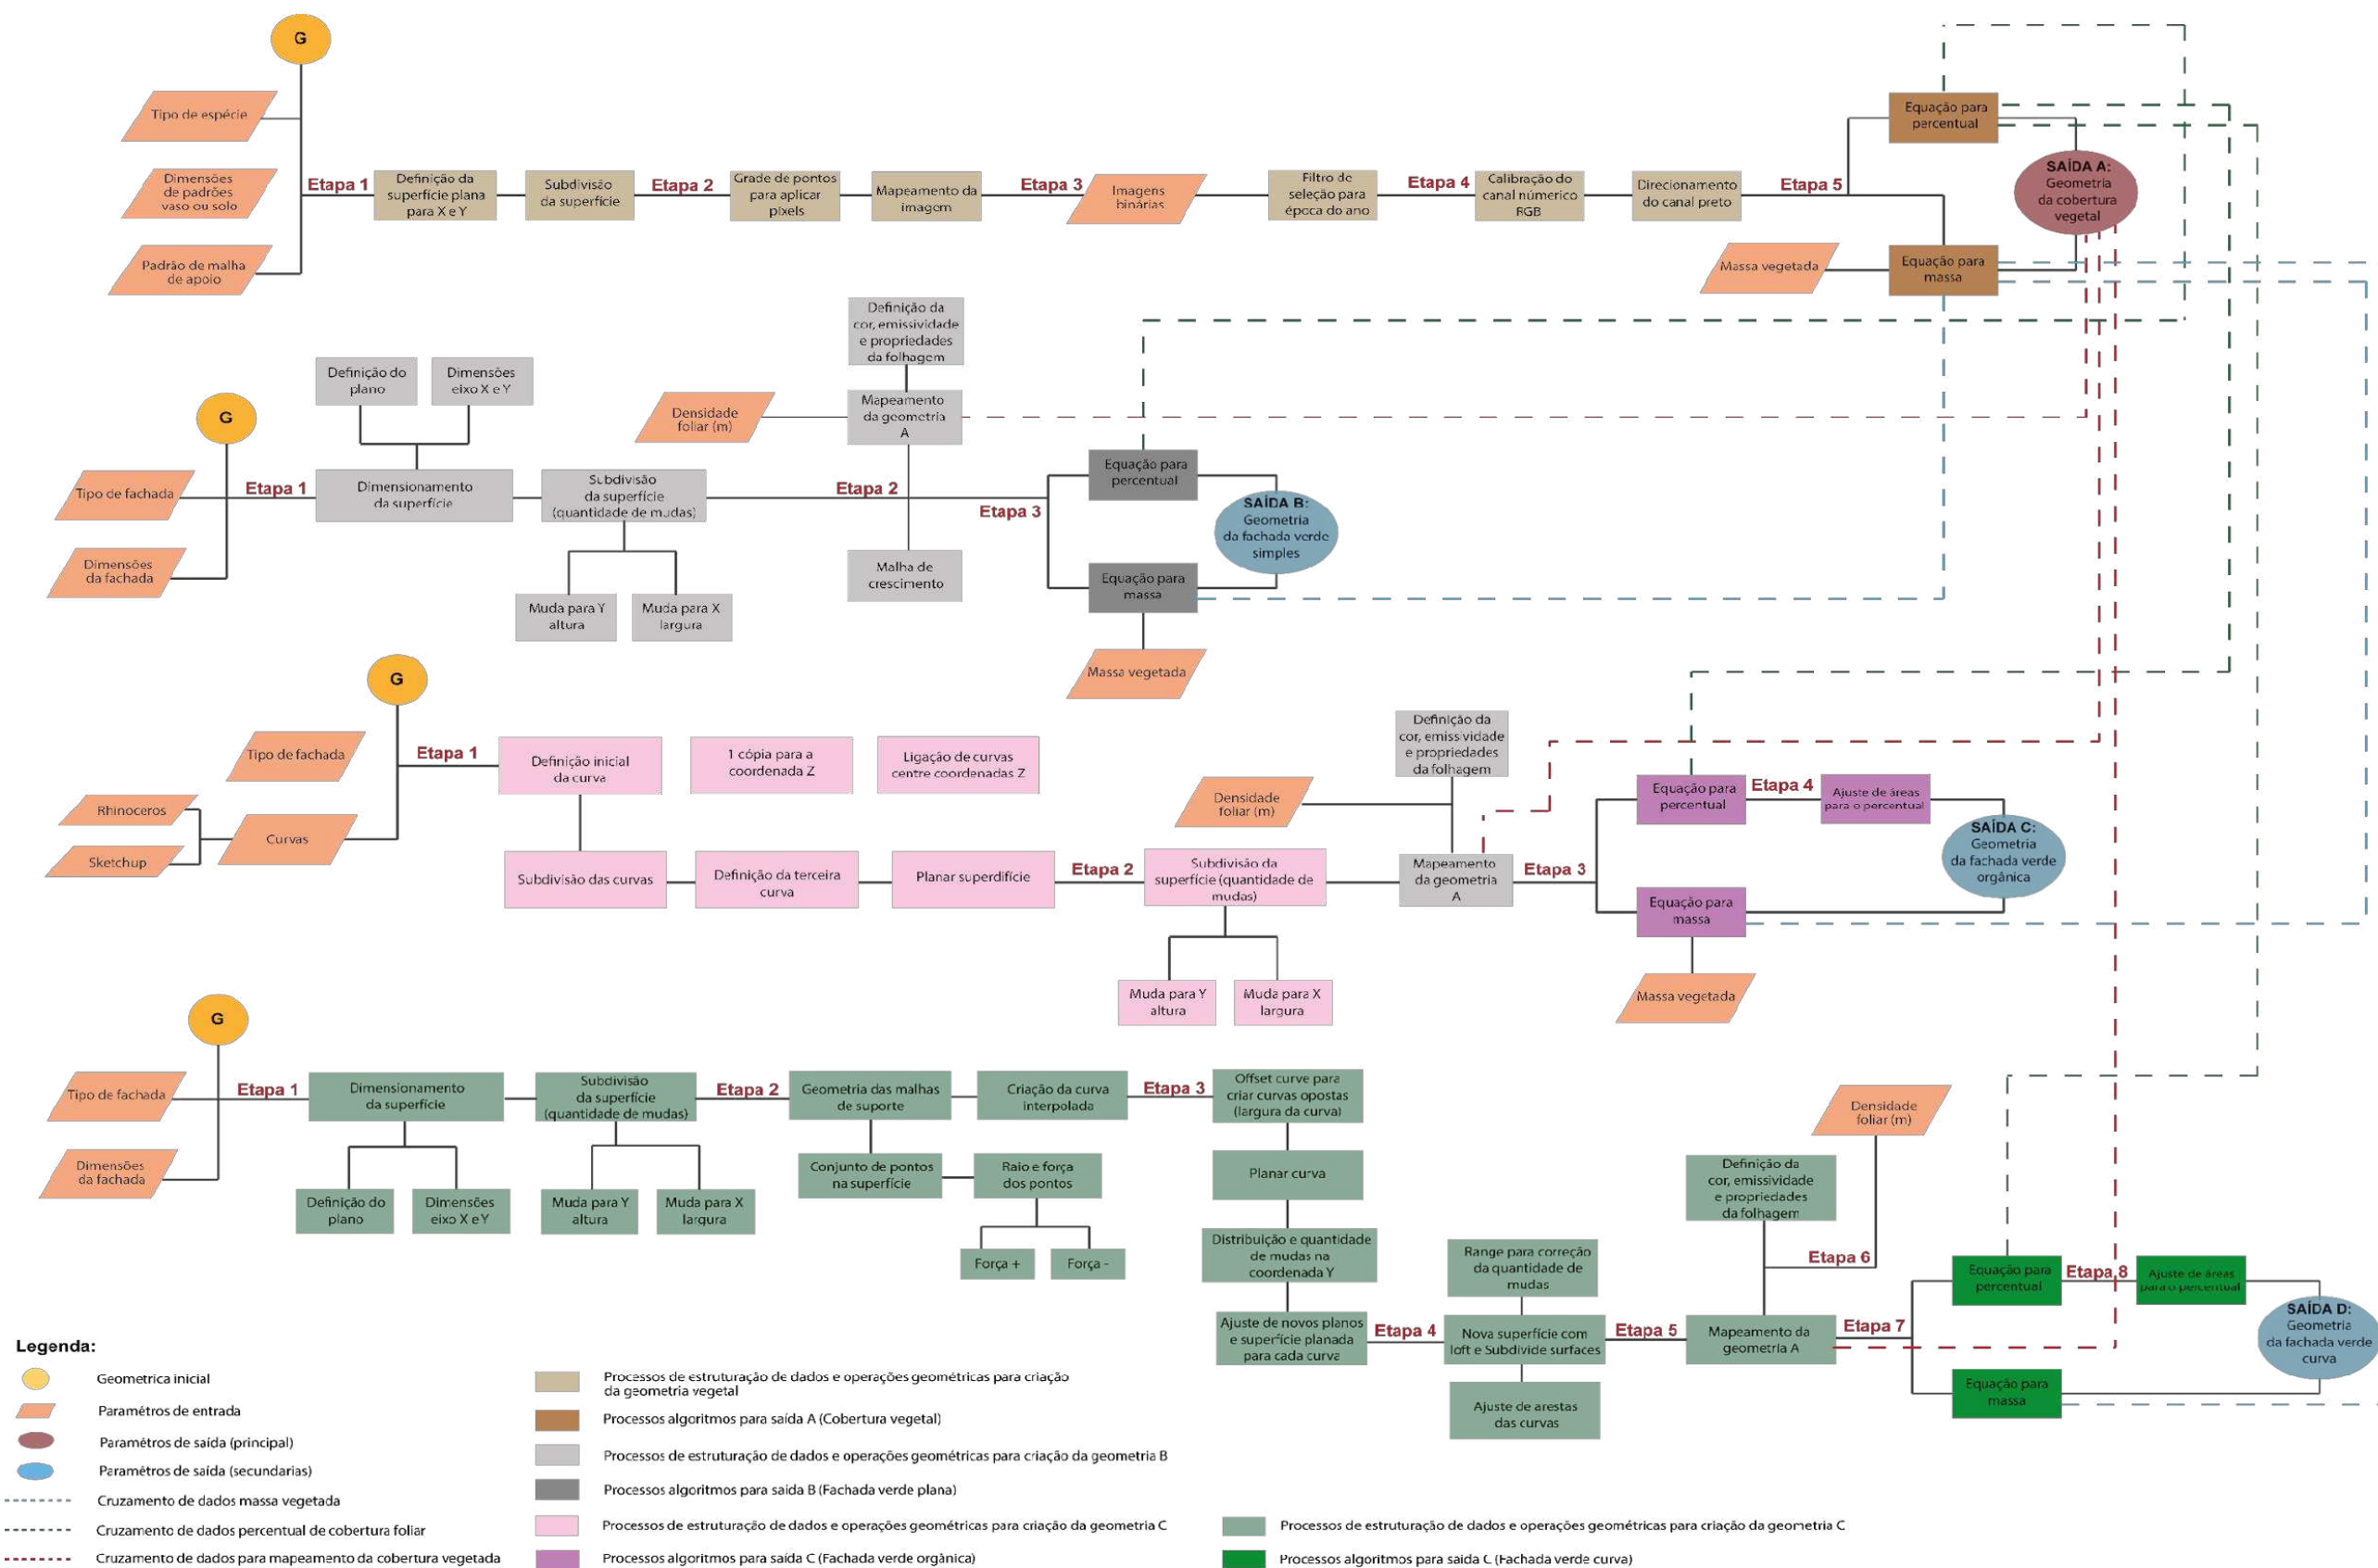 G
Tipo de espécie
Dimensões
de padrões
vaso ou solo
Padrão de malha
de apoio
Etapa 1
Definição da
superfície plana
para X e Y
Subdivisão
da superfície
Etapa 2
Grade de pontos
para aplicar
pixels
Mapeamento da
imagem
Etapa 3
Imagens
binárias
Filtro de
seleção para
época do ano
Etapa 4
Calibração do
canal númerico
RGB
Direcionamento
do canal preto
Etapa 5
Equação para
percentual
Massa vegetada
Equação para
massa
SAÍDA A:
Geometria
da cobertura
vegetal
G
Tipo de fachada
Dimensões
da fachada
Etapa 1
Definição do
plano
Dimensões
eixo X e Y
Dimensionamento
da superfície
Subdivisão
da superfície
(quantidade de mudas)
Muda para Y
altura
Muda para X
largura
Densidade
foliar (m)
Definição da
cor, emissividade
e propriedades
da folhagem
Mapeamento
da geometria
A
Etapa 2
Malha de
crescimento
Etapa 3
Equação para
percentual
Equação para
massa
Massa vegetada
SAÍDA B:
Geometria
da fachada verde
simples
G
Tipo de fachada
Rhinoceros
Sketchup
Curvas
Etapa 1
Definição inicial
da curva
1 cópia para a
coordenada Z
Ligação de curvas
centre coordenadas Z
Subdivisão das curvas
Definição da terceira
curva
Planar superdifície
Etapa 2
Subdivisão da
superfície (quantidade de
mudas)
Muda para Y
altura
Muda para X
largura
Densidade
foliar (m)
Definição da
cor, emissividade
e propriedades
da folhagem
Mapeamento
da geometria
A
Etapa 3
Equação para
percentual
Etapa 4
Ajuste de áreas
para o percentual
Equação para
massa
Massa vegetada
SAÍDA C:
Geometria
da fachada verde
orgânica
G
Tipo de fachada
Dimensões
da fachada
Etapa 1
Dimensionamento
da superfície
Definição do
plano
Dimensões
eixo X e Y
Subdivisão
da superfície
(quantidade de mudas)
Muda para Y
altura
Muda para X
largura
Etapa 2
Geometria das malhas
de suporte
Conjunto de pontos
na superfície
Raio e força
dos pontos
Força +
Força -
Criação da curva
interpolada
Etapa 3
Offset curve para
criar curvas opostas
(largura da curva)
Planar curva
Distribuição e quantidade
de mudas na
coordenada Y
Ajuste de novos planos
e superfície planada
para cada curva
Etapa 4
Range para correção
da quantidade de
mudas
Nova superfície com
loft e Subdivide surfaces
Ajuste de arestas
das curvas
Etapa 5
Definição da
cor, emissividade
e propriedades
da folhagem
Densidade
foliar (m)
Etapa 6
Mapeamento da
geometria A
Etapa 7
Equação para
percentual
Etapa 8
Ajuste de áreas
para o percentual
Equação para
massa
SAÍDA D:
Geometria
da fachada verde
curva
Legenda:
Geometrica inicial
Paramétros de entrada
Paramétros de saída (principal)
Paramétros de saída (secundarias)
Cruzamento de dados massa vegetada
Cruzamento de dados percentual de cobertura foliar
Cruzamento de dados para mapeamento da cobertura vegetada
Processos de estruturação de dados e operações geométricas para criação
da geometria vegetal
Processos algoritmos para saída A (Cobertura vegetal)
Processos de estruturação de dados e operações geométricas para criação da geometria B
Processos algoritmos para saída B (Fachada verde plana)
Processos de estruturação de dados e operações geométricas para criação da geometria C
Processos algoritmos para saída C (Fachada verde orgânica)
Processos de estruturação de dados e operações geométricas para criação da geometria C
Processos algoritmos para saída C (Fachada verde curva)